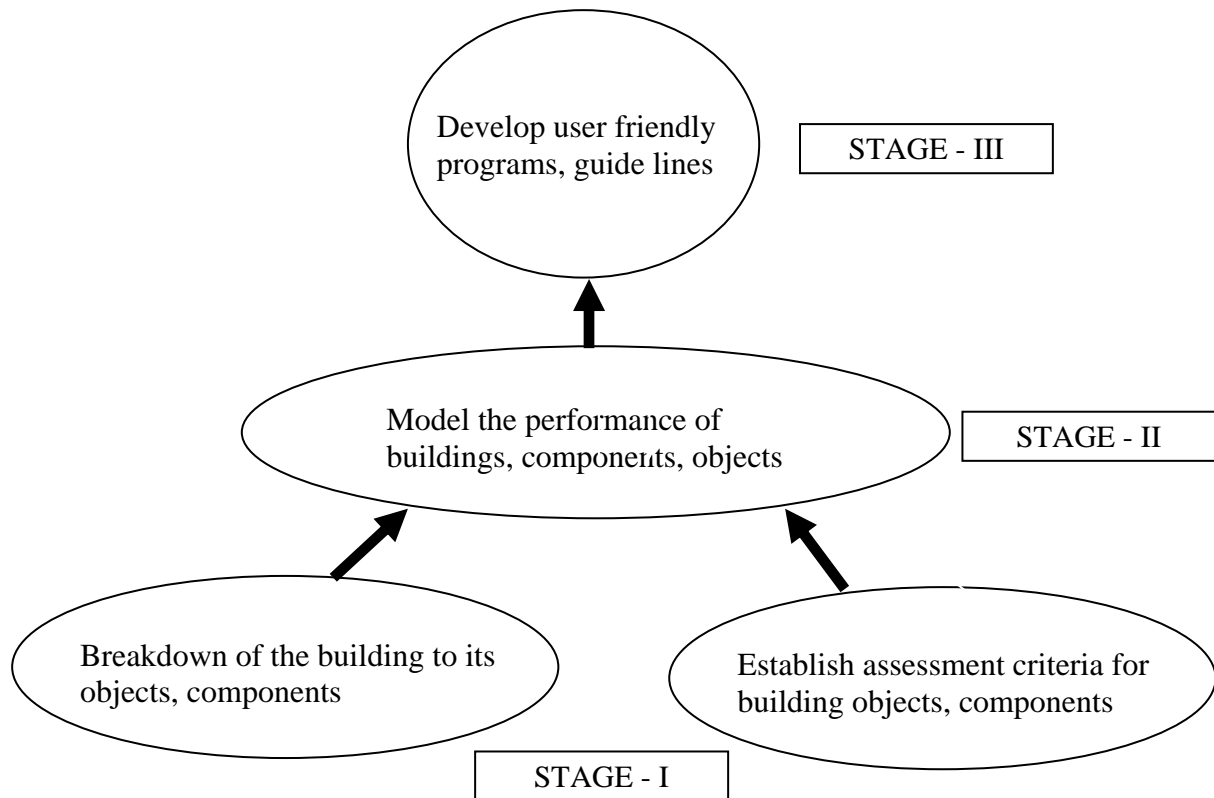 Develop user friendly
programs, guide lines
STAGE - III
Model the performance of
buildings, components, objects
STAGE - II
Breakdown of the building to its
objects, components
Establish assessment criteria for
building objects, components
STAGE - I